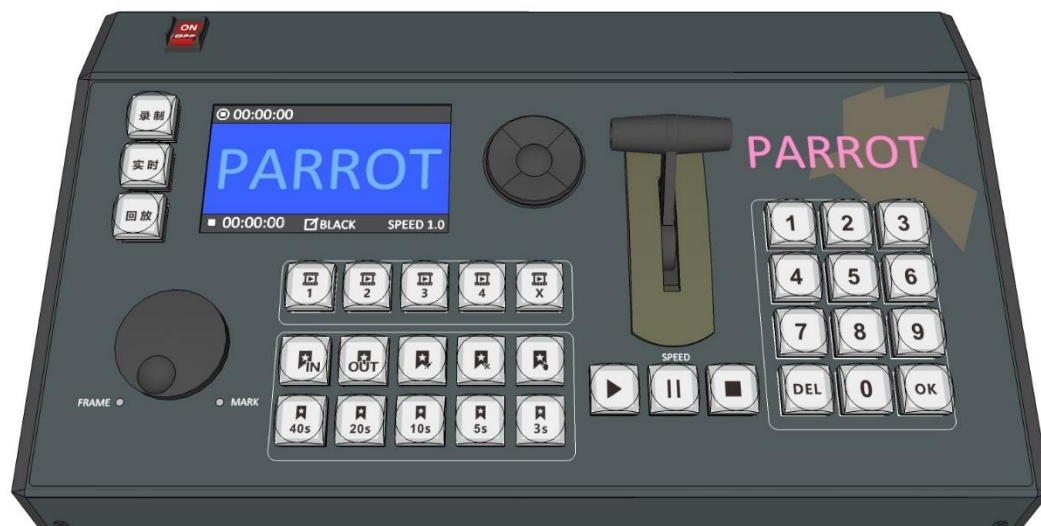 ON
OFF
录制
实时
回放
00:00:00
PARROT
00:00:00 BLACK SPEED 1.0
PARROT
1 2 3 4 X
IN OUT
40s 20s 10s 5s 3s
FRAME MARK
SPEED
1 2 3
4 5 6
7 8 9
DEL 0 OK